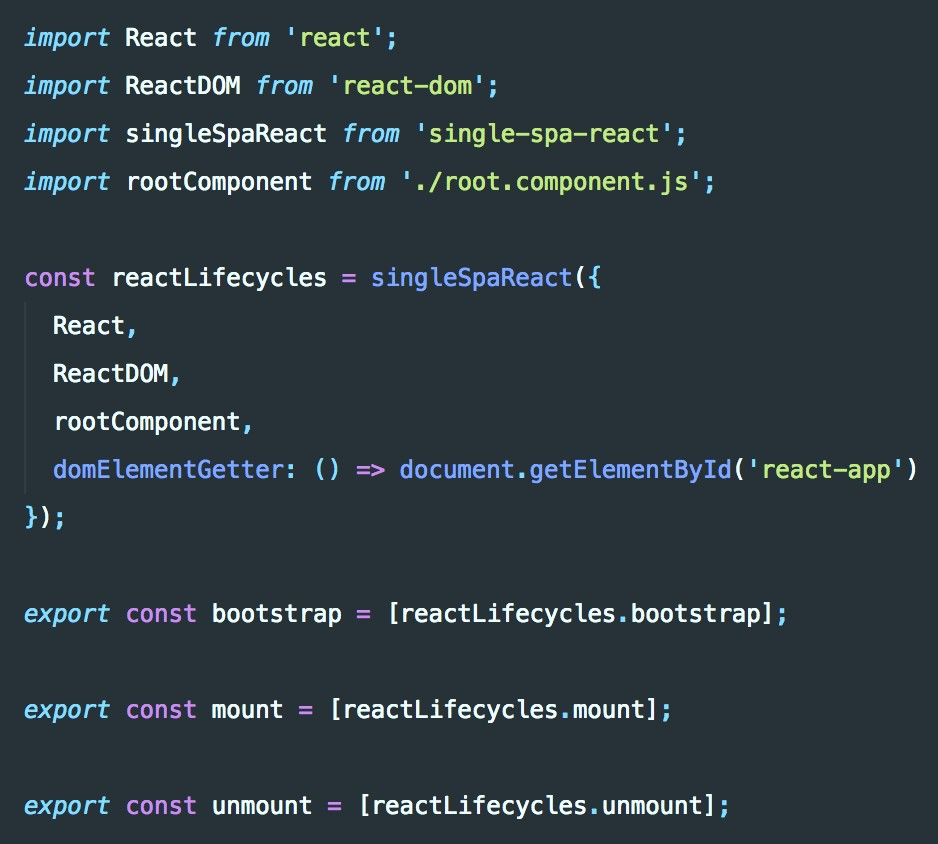 import React from 'react';
import ReactDOM from 'react-dom';
import singleSpaReact from 'single-spa-react';
import rootComponent from './root.component.js';
const reactLifecycles = singleSpaReact({
  React,
  ReactDOM,
  rootComponent,
  domElementGetter: () => document.getElementById('react-app')
});
export const bootstrap = [reactLifecycles.bootstrap];
export const mount = [reactLifecycles.mount];
export const unmount = [reactLifecycles.unmount];